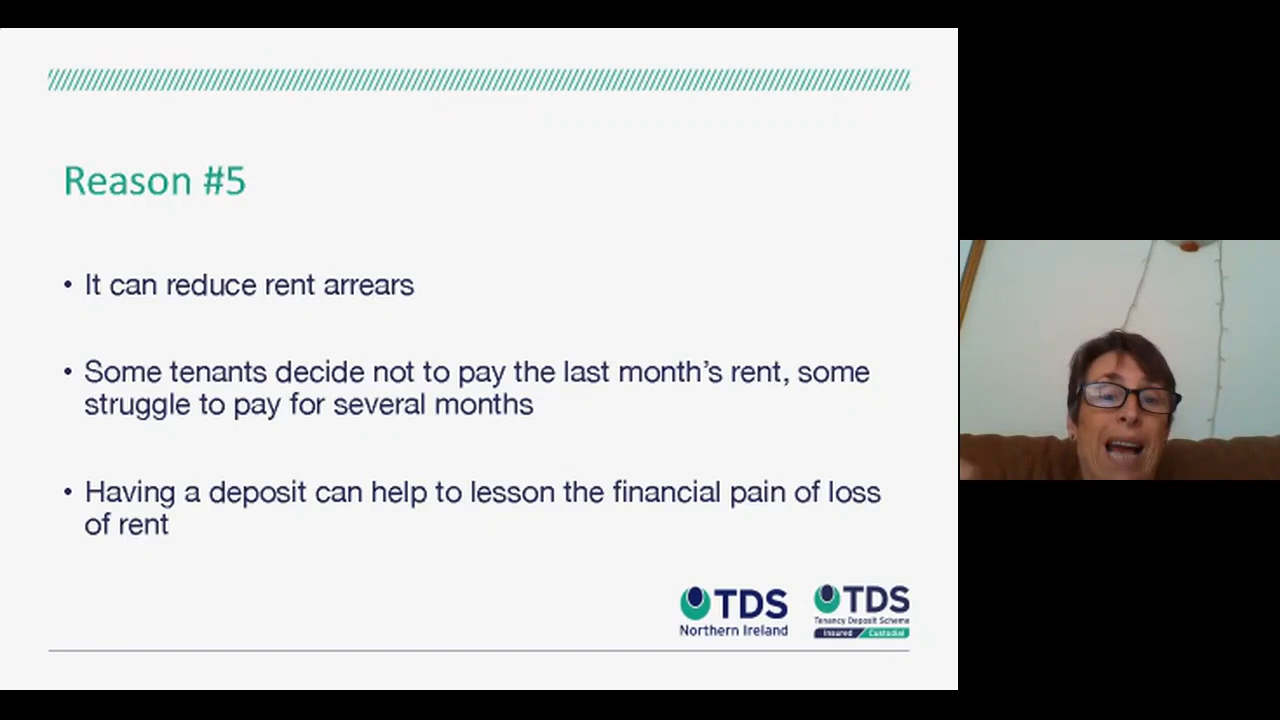 Reason #5
• It can reduce rent arrears
• Some tenants decide not to pay the last month's rent, some
struggle to pay for several months
• Having a deposit can help to lesson the financial pain of loss
of rent
TDS
Northern Ireland
TDS
Tenancy Deposit Scheme
Insured Custodial